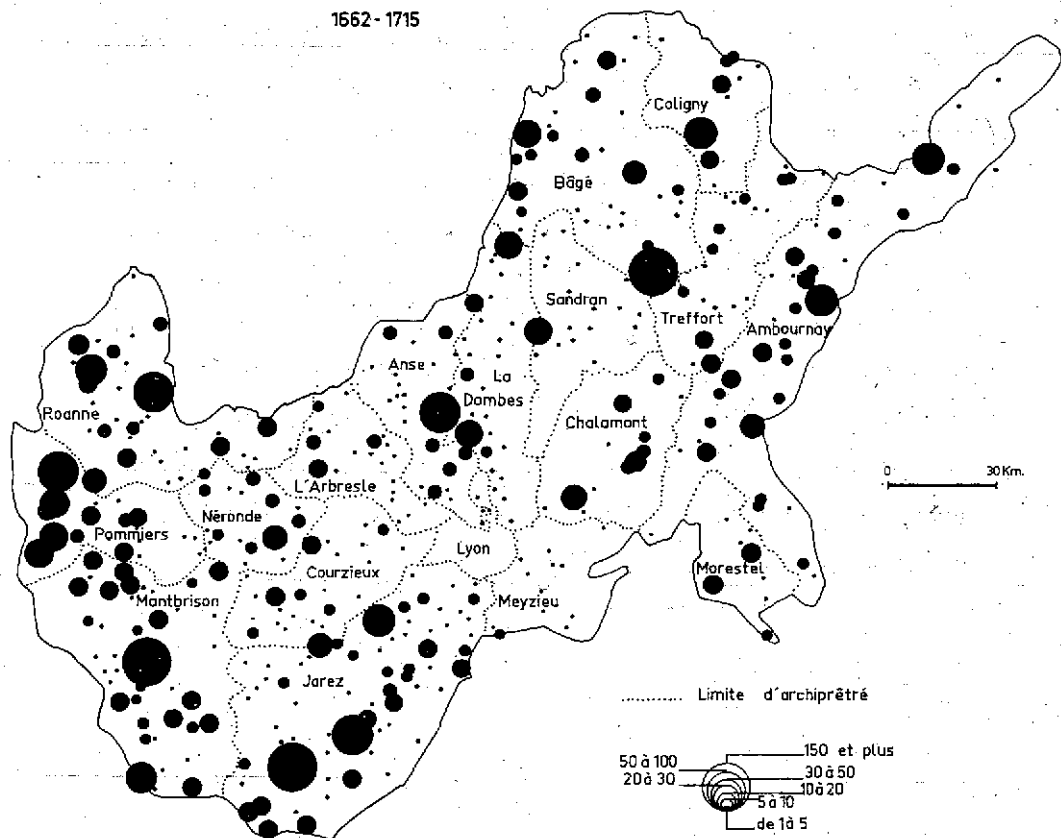 1662-1715
Coligny
Bâgé
Sandran
Treffort
Ambournay
Anse
La
Dombes
Roanne
Chalamont
0 30 Km.
L'Arbresle
Néronde
Pommiers
Lyon
Courzieux
Morestel
Mantbrison
Meyzieu
Jarez
Limite d'archiprêtré
150 et plus
50 à 100
30 à 50
20 à 30
10 à 20
5 à 10
de 1 à 5